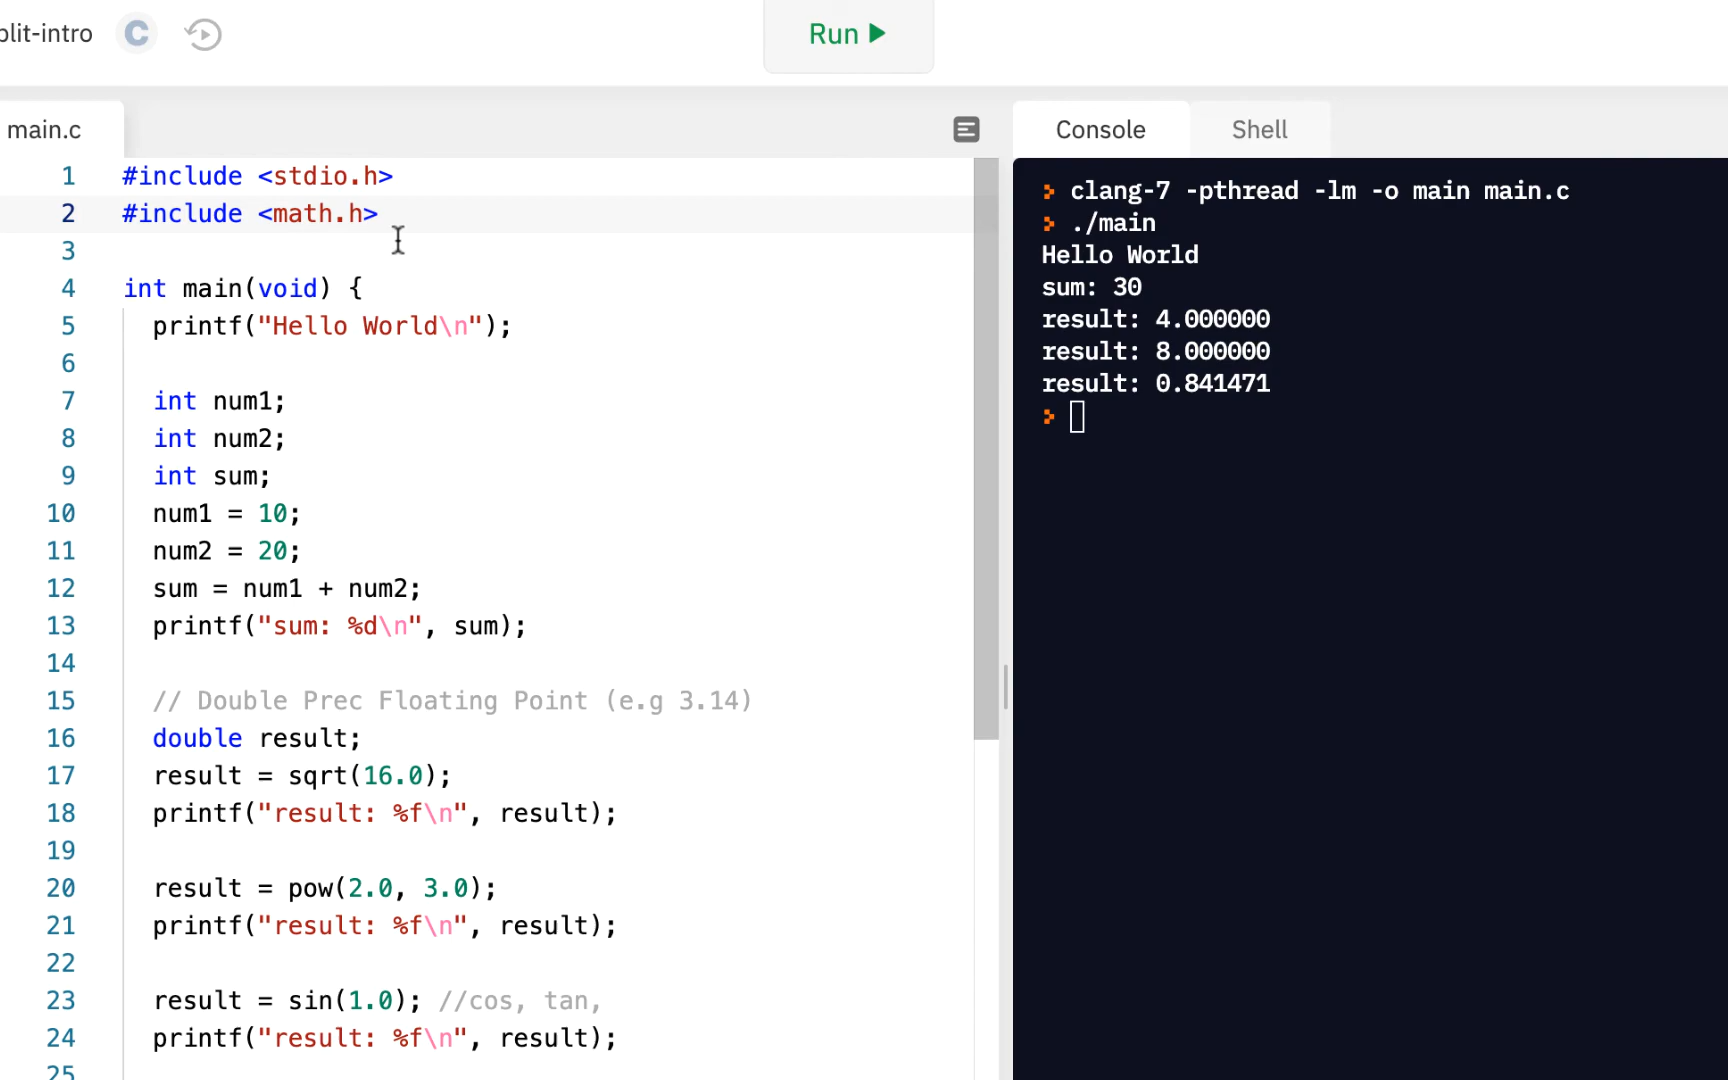 plit-intro C Run
main.c
Console Shell
1 #include <stdio.h>
2 #include <math.h>
3
4 int main(void) {
5 printf("Hello World\n");
6
7 int num1;
8 int num2;
9 int sum;
10 num1 = 10;
11 num2 = 20;
12 sum = num1 + num2;
13 printf("sum: %d\n", sum);
14
15 // Double Prec Floating Point (e.g 3.14)
16 double result;
17 result = sqrt(16.0);
18 printf("result: %f\n", result);
19
20 result = pow(2.0, 3.0);
21 printf("result: %f\n", result);
22
23 result = sin(1.0); //cos, tan,
24 printf("result: %f\n", result);
25
clang-7 -pthread -lm -o main main.c
./main
Hello World
sum: 30
result: 4.000000
result: 8.000000
result: 0.841471